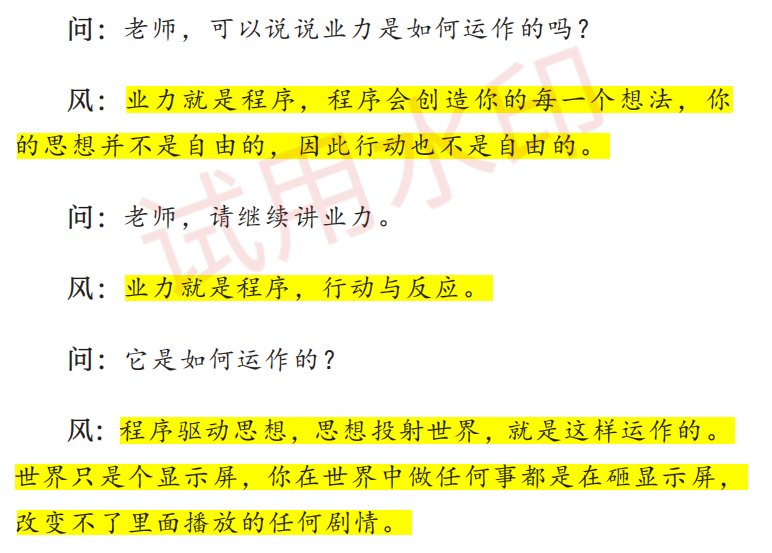 问：老师，可以说说业力是如何运作的吗？
风：业力就是程序，程序会创造你的每一个想法，你
的思想并不是自由的，因此行动也不是自由的。
问：老师，请继续讲业力。
风：业力就是程序，行动与反应。
问：它是如何运作的？
风：程序驱动思想，思想投射世界，就是这样运作的。
世界只是个显示屏，你在世界中做任何事都是在砸显示屏，
改变不了里面播放的任何剧情。
试用水印